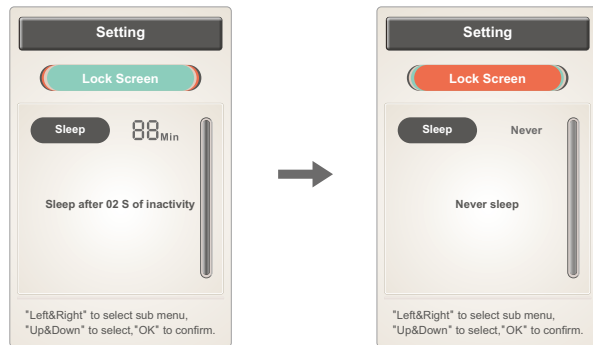 Setting
Lock Screen
Sleep 88 Min
Sleep after 02 S of inactivity
"Left&Right" to select sub menu,
"Up&Down" to select,"OK" to confirm.
Setting
Lock Screen
Sleep Never
Never sleep
"Left&Right" to select sub menu,
"Up&Down" to select,"OK" to confirm.